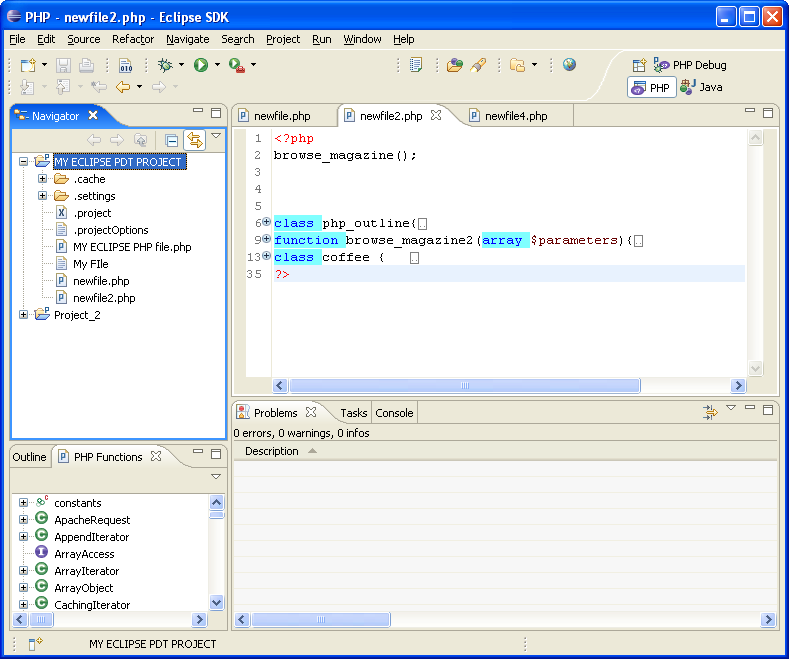 PHP - newfile2.php - Eclipse SDK
File Edit Source Refactor Navigate Search Project Run Window Help
PHP Debug
PHP Java
Navigator
MY ECLIPSE PDT PROJECT
.cache
.settings
.project
.projectOptions
MY ECLIPSE PHP file.php
My FIle
newfile.php
newfile2.php
Project_2
newfile.php newfile2.php newfile4.php
1 <?php
2 browse_magazine();
3
4
5
6 class php_outline{
9 function browse_magazine2(array $parameters){
13 class coffee {
35 ?>
Outline PHP Functions
constants
ApacheRequest
AppendIterator
ArrayAccess
ArrayIterator
ArrayObject
CachingIterator
Problems Tasks Console
0 errors, 0 warnings, 0 infos
Description
MY ECLIPSE PDT PROJECT